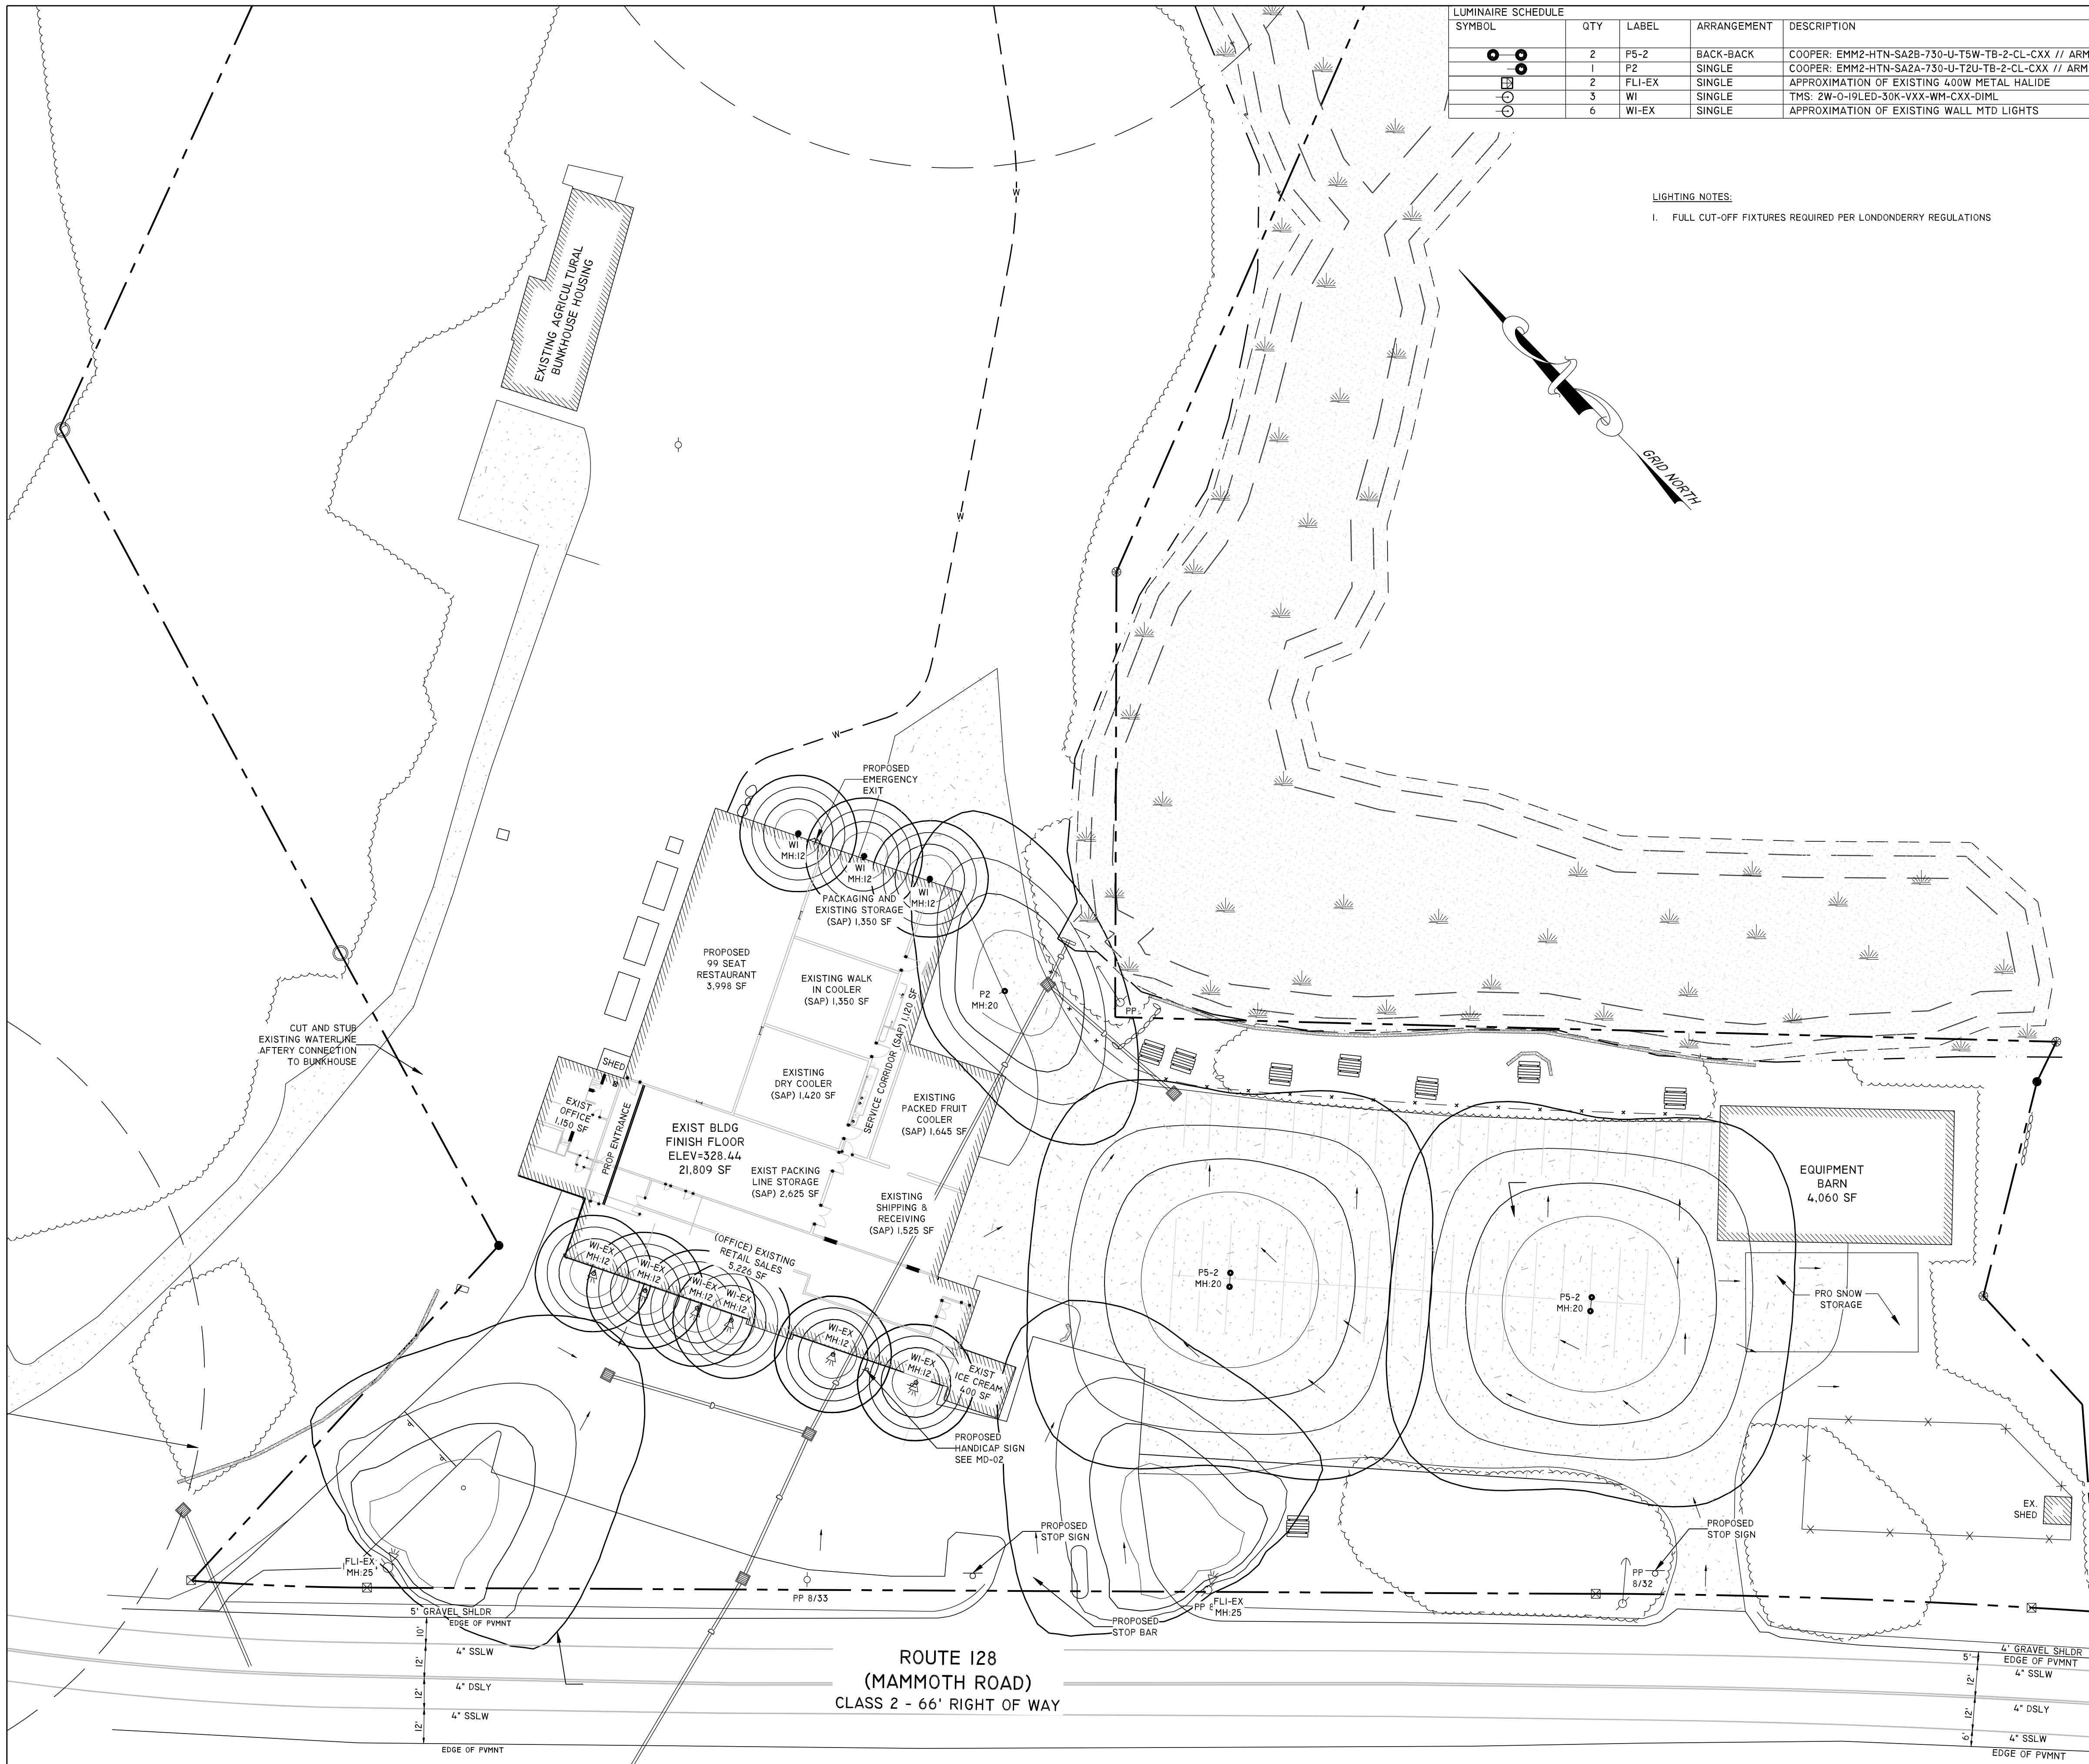 LUMINAIRE SCHEDULE
SYMBOL QTY LABEL ARRANGEMENT DESCRIPTION
2 P5-2 BACK-BACK COOPER: EMM2-HTN-SA2B-730-U-T5W-TB-2-CL-CXX // ARM
1 P2 SINGLE COOPER: EMM2-HTN-SA2A-730-U-T2U-TB-2-CL-CXX // ARM
2 FLI-EX SINGLE APPROXIMATION OF EXISTING 400W METAL HALIDE
3 WI SINGLE TMS: 2W-O-I9LED-30K-VXX-WM-CXX-DIML
6 WI-EX SINGLE APPROXIMATION OF EXISTING WALL MTD LIGHTS
LIGHTING NOTES:
1. FULL CUT-OFF FIXTURES REQUIRED PER LONDONDERRY REGULATIONS
GRID NORTH
EXISTING AGRICULTURAL
BUNKHOUSE HOUSING
W
W
W
PROPOSED
EMERGENCY
EXIT
WI
MH:12
WI
MH:12
WI
MH:12
PACKAGING AND
EXISTING STORAGE
(SAP) 1,350 SF
PROPOSED
99 SEAT
RESTAURANT
3,998 SF
EXISTING WALK
IN COOLER
(SAP) 1,350 SF
P2
MH:20
PP
CUT AND STUB
EXISTING WATERLINE
AFTERY CONNECTION
TO BUNKHOUSE
SHED
EXIST
OFFICE
1,150 SF
PROP ENTRANCE
EXISTING
DRY COOLER
(SAP) 1,420 SF
SERVICE CORRIDOR (SAP) 1,120 SF
EXISTING
PACKED FRUIT
COOLER
(SAP) 1,645 SF
EXIST BLDG
FINISH FLOOR
ELEV=328.44
21,809 SF
EXIST PACKING
LINE STORAGE
(SAP) 2,625 SF
EXISTING
SHIPPING &
RECEIVING
(SAP) 1,525 SF
EQUIPMENT
BARN
4,060 SF
(OFFICE) EXISTING
RETAIL SALES
5,226 SF
WI-EX
MH:12
WI-EX
MH:12
WI-EX
MH:12
WI-EX
MH:12
WI-EX
MH:12
WI-EX
MH:12
EXIST
ICE CREAM
400 SF
P5-2
MH:20
P5-2
MH:20
PRO SNOW
STORAGE
PROPOSED
HANDICAP SIGN
SEE MD-02
EX.
SHED
PROPOSED
STOP SIGN
PROPOSED
STOP SIGN
FLI-EX
MH:25
PP 8/33
PP 8
FLI-EX
MH:25
PP
8/32
PROPOSED
STOP BAR
5' GRAVEL SHLDR
EDGE OF PVMNT
10'
4" SSLW
12'
4" DSLY
12'
4" SSLW
12'
EDGE OF PVMNT
ROUTE 128
(MAMMOTH ROAD)
CLASS 2 - 66' RIGHT OF WAY
4' GRAVEL SHLDR
5'
EDGE OF PVMNT
4" SSLW
12'
4" DSLY
12'
4" SSLW
6'
EDGE OF PVMNT